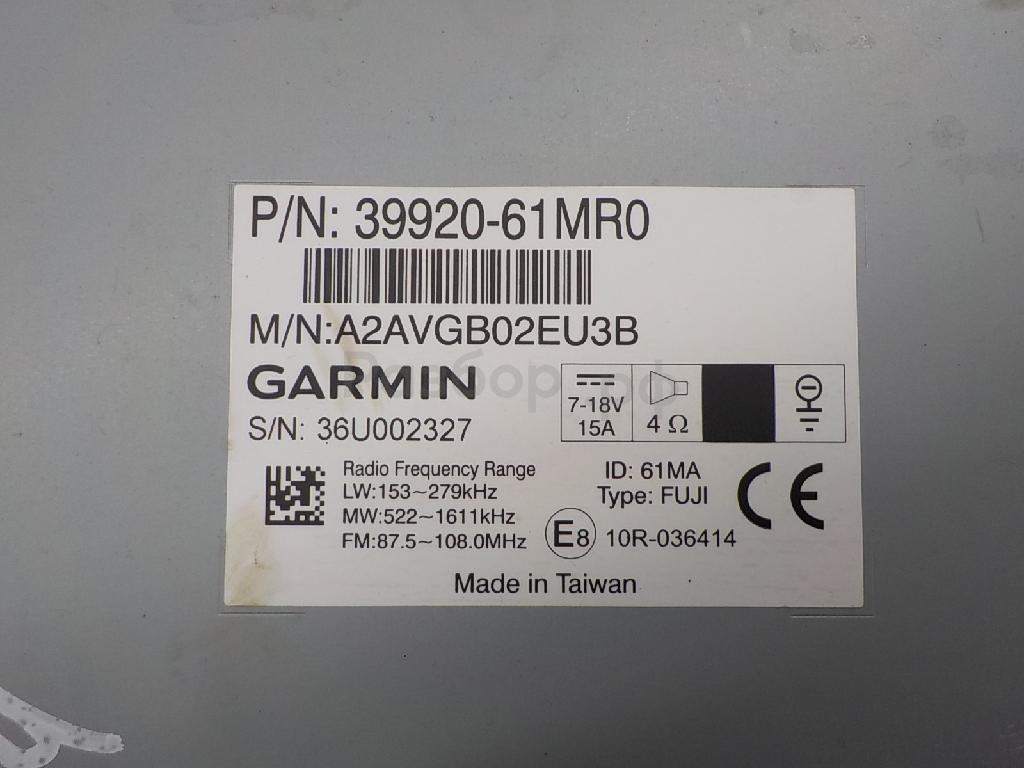 P/N: 39920-61MR0
M/N:A2AVGB02EU3B
GARMIN
7-18V
15A
4 Ω
S/N: 36U002327
Radio Frequency Range
LW:153~279kHz
MW:522~1611kHz
FM:87.5~108.0MHz
ID: 61MA
Type: FUJI
CE
E8 10R-036414
Made in Taiwan